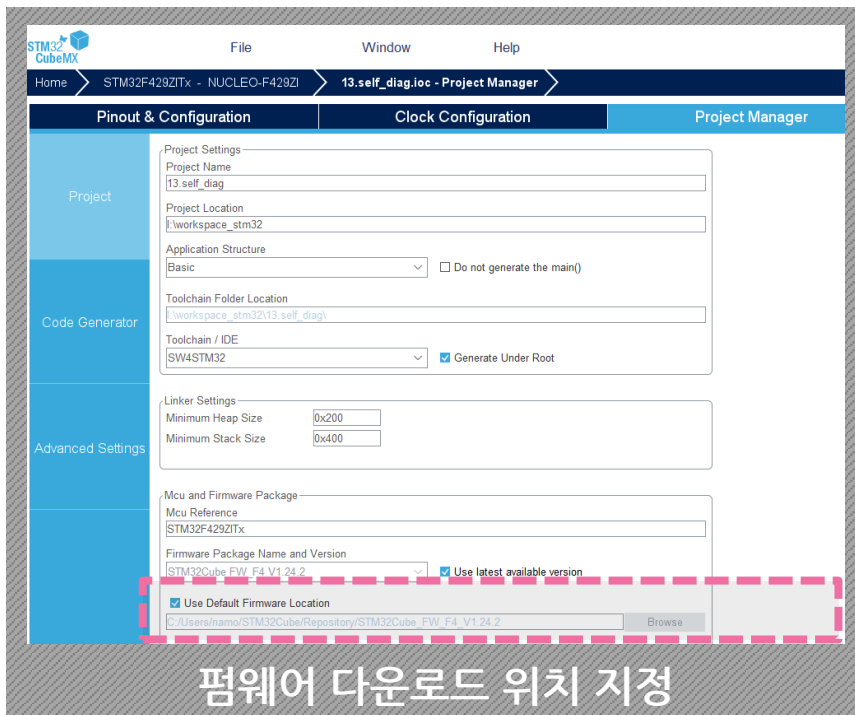 STM32
CubeMX
File Window Help
Home STM32F429ZITx - NUCLEO-F429ZI 13.self_diag.ioc - Project Manager
Pinout & Configuration Clock Configuration Project Manager
Project
Code Generator
Advanced Settings
Project Settings
Project Name
13.self_diag
Project Location
I:\workspace_stm32
Application Structure
Basic Do not generate the main()
Toolchain Folder Location
I:\workspace_stm32\13.self_diag\
Toolchain / IDE
SW4STM32 Generate Under Root
Linker Settings
Minimum Heap Size 0x200
Minimum Stack Size 0x400
Mcu and Firmware Package
Mcu Reference
STM32F429ZITx
Firmware Package Name and Version
STM32Cube FW_F4 V1.24.2 Use latest available version
Use Default Firmware Location
C:/Users/namo/STM32Cube/Repository/STM32Cube_FW_F4_V1.24.2 Browse
펌웨어 다운로드 위치 지정